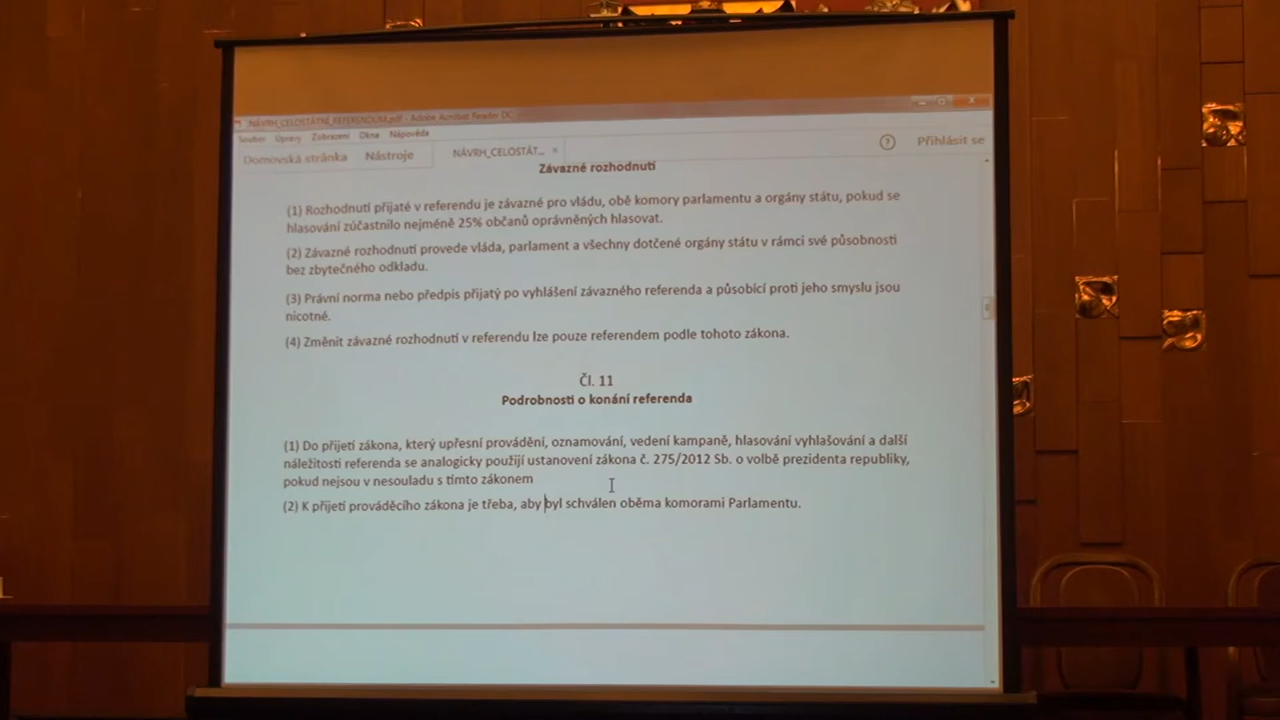 NÁVRH_CELOSTÁTNÍ_REFERENDUM.pdf - Adobe Acrobat Reader DC
Soubor Úpravy Zobrazení Okna Nápověda
Domovská stránka Nástroje NÁVRH_CELOSTÁT... × ? Přihlásit se
Závazné rozhodnutí
(1) Rozhodnutí přijaté v referendu je závazné pro vládu, obě komory parlamentu a orgány státu, pokud se
hlasování zúčastnilo nejméně 25% občanů oprávněných hlasovat.
(2) Závazné rozhodnutí provede vláda, parlament a všechny dotčené orgány státu v rámci své působnosti
bez zbytečného odkladu.
(3) Právní norma nebo předpis přijatý po vyhlášení závazného referenda a působící proti jeho smyslu jsou
nicotné.
(4) Změnit závazné rozhodnutí v referendu lze pouze referendem podle tohoto zákona.
Čl. 11
Podrobnosti o konání referenda
(1) Do přijetí zákona, který upřesní provádění, oznamování, vedení kampaně, hlasování vyhlašování a další
náležitosti referenda se analogicky použijí ustanovení zákona č. 275/2012 Sb. o volbě prezidenta republiky,
pokud nejsou v nesouladu s tímto zákonem
(2) K přijetí prováděcího zákona je třeba, aby byl schválen oběma komorami Parlamentu.